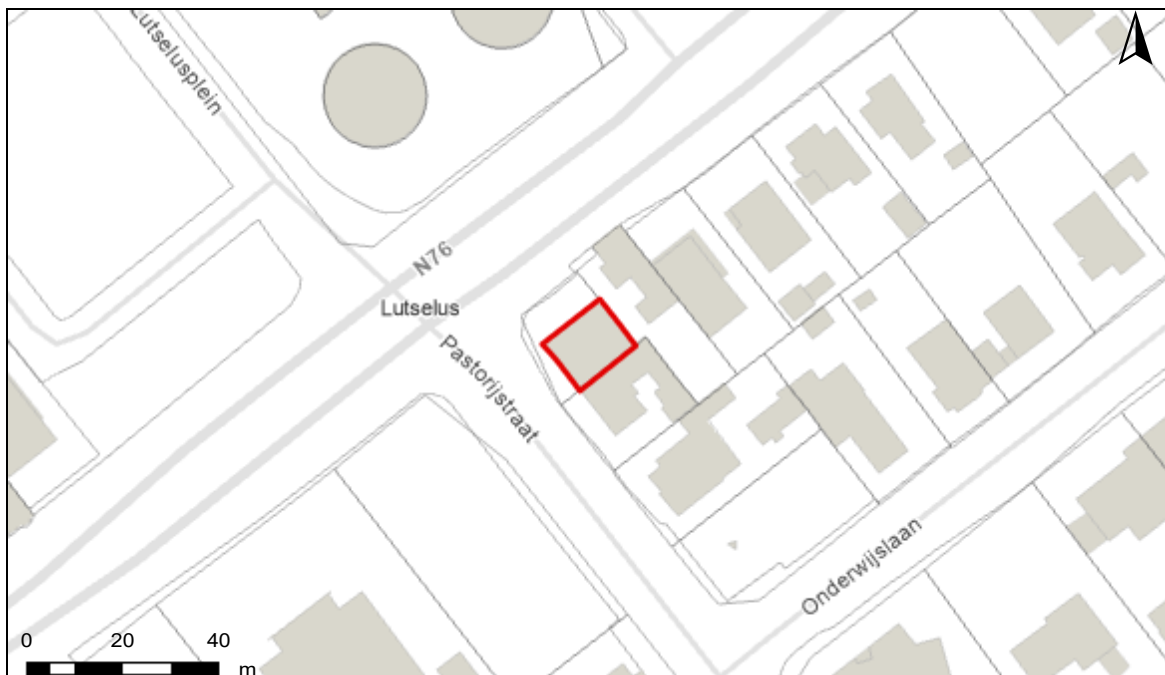 Lutselusplein
N76
Lutselus
Pastorijstraat
Onderwijslaan
0 20 40
m